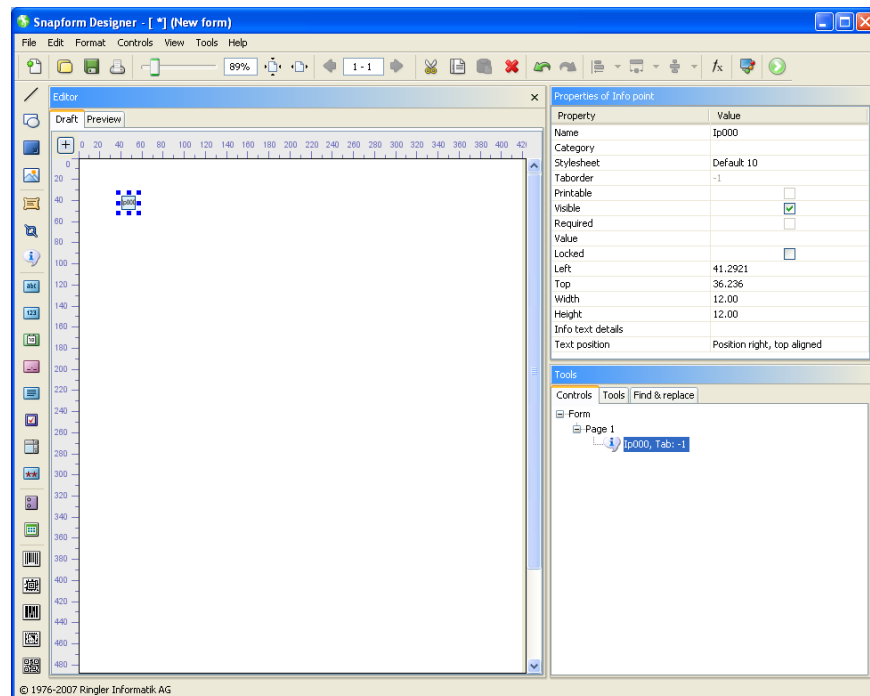 Snapform Designer - [ *] (New form)
File Edit Format Controls View Tools Help
89% 1 - 1 fx
Editor
Draft Preview
0 20 40 60 80 100 120 140 160 180 200 220 240 260 280 300 320 340 360 380 400 42
0
20
40
60
80
100
120
140
160
180
200
220
240
260
280
300
320
340
360
380
400
420
440
460
480
Ip000
abc
123
10
Properties of Info point
Property Value
Name Ip000
Category
Stylesheet Default 10
Taborder -1
Printable
Visible
Required
Value
Locked
Left 41.2921
Top 36.236
Width 12.00
Height 12.00
Info text details
Text position Position right, top aligned
Tools
Controls Tools Find & replace
Form
Page 1
Ip000, Tab: -1
© 1976-2007 Ringler Informatik AG